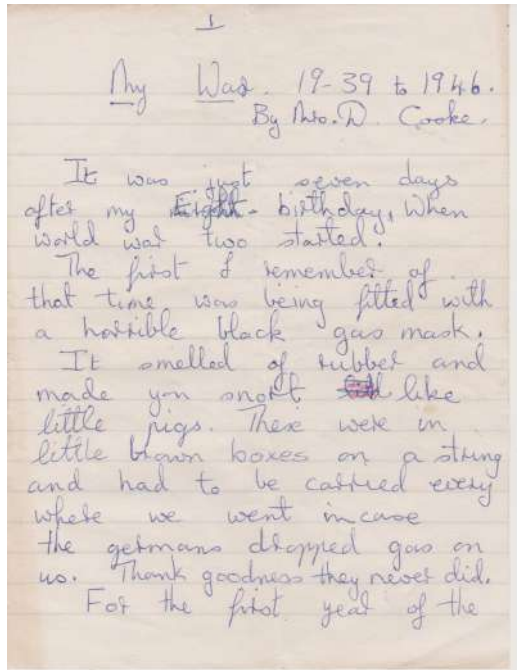 1
My War. 19-39 to 1946.
By Mrs. D. Cooke.
It was just seven days
after my Eight birthday, when
world war two started.
The first I remember of
that time was being fitted with
a horrible black gas mask.
It smelled of rubber and
made you snort like
little pigs. There were in
little brown boxes on a string
and had to be carried every
where we went incase
the germans dropped gas on
us. Thank goodness they never did.
For the first year of the